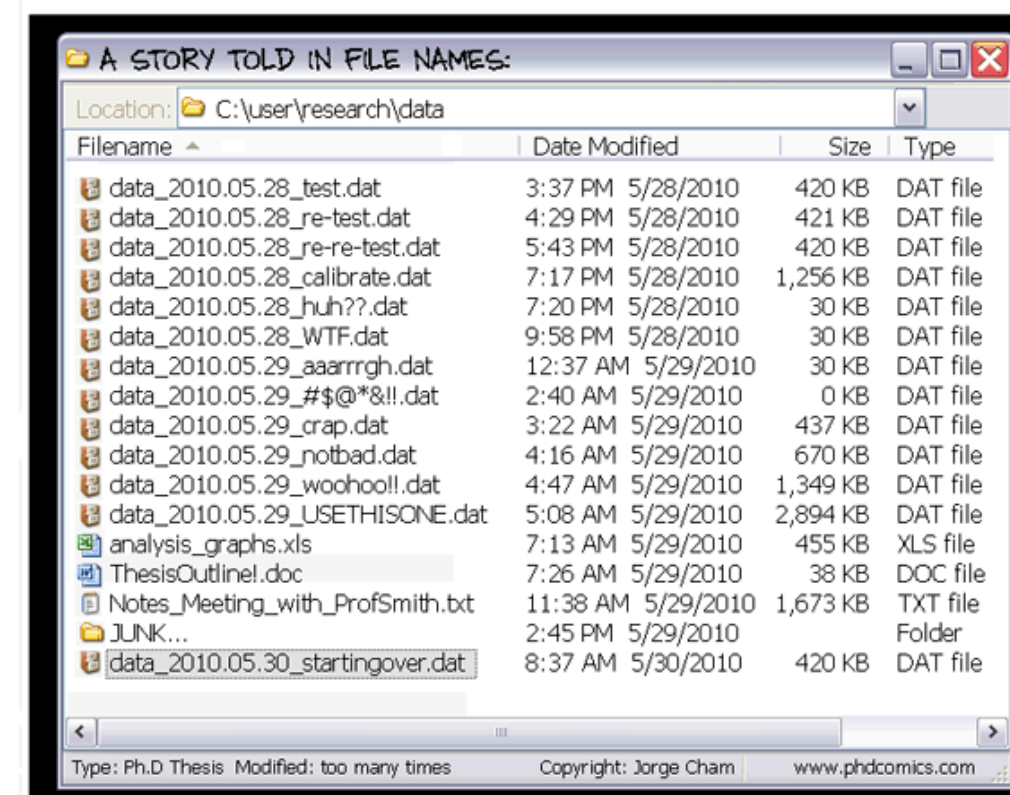 A STORY TOLD IN FILE NAMES:
Location: C:\user\research\data
Filename Date Modified Size Type
data_2010.05.28_test.dat 3:37 PM 5/28/2010 420 KB DAT file
data_2010.05.28_re-test.dat 4:29 PM 5/28/2010 421 KB DAT file
data_2010.05.28_re-re-test.dat 5:43 PM 5/28/2010 420 KB DAT file
data_2010.05.28_calibrate.dat 7:17 PM 5/28/2010 1,256 KB DAT file
data_2010.05.28_huh??.dat 7:20 PM 5/28/2010 30 KB DAT file
data_2010.05.28_WTF.dat 9:58 PM 5/28/2010 30 KB DAT file
data_2010.05.29_aaarrrgh.dat 12:37 AM 5/29/2010 30 KB DAT file
data_2010.05.29_#$@*&!!.dat 2:40 AM 5/29/2010 0 KB DAT file
data_2010.05.29_crap.dat 3:22 AM 5/29/2010 437 KB DAT file
data_2010.05.29_notbad.dat 4:16 AM 5/29/2010 670 KB DAT file
data_2010.05.29_woohoo!!.dat 4:47 AM 5/29/2010 1,349 KB DAT file
data_2010.05.29_USETHISONE.dat 5:08 AM 5/29/2010 2,894 KB DAT file
analysis_graphs.xls 7:13 AM 5/29/2010 455 KB XLS file
ThesisOutline!.doc 7:26 AM 5/29/2010 38 KB DOC file
Notes_Meeting_with_ProfSmith.txt 11:38 AM 5/29/2010 1,673 KB TXT file
JUNK... 2:45 PM 5/29/2010 Folder
data_2010.05.30_startingover.dat 8:37 AM 5/30/2010 420 KB DAT file
Type: Ph.D Thesis Modified: too many times Copyright: Jorge Cham www.phdcomics.com